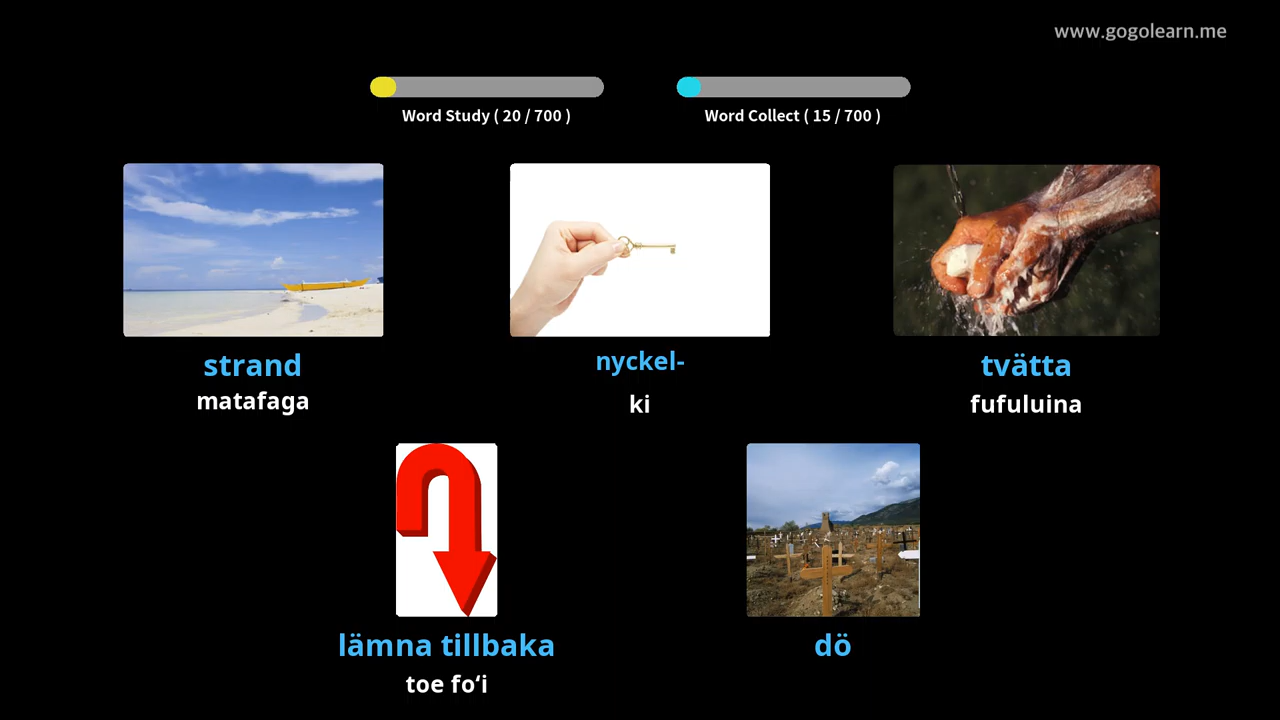 www.gogolearn.me
Word Study ( 20 / 700 )
Word Collect ( 15 / 700 )
strand
matafaga
nyckel-
ki
tvätta
fufuluina
lämna tillbaka
toe foʻi
dö